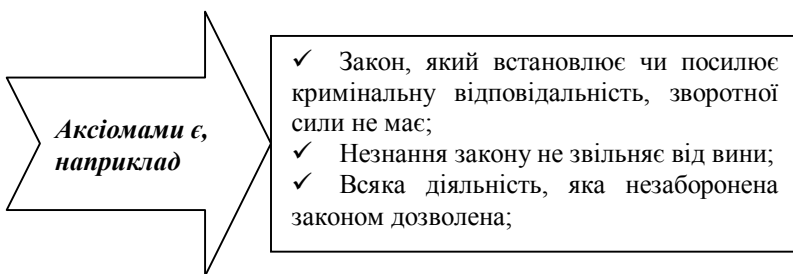 Аксіомами є,
наприклад
✓ Закон, який встановлює чи посилює
кримінальну відповідальність, зворотної
сили не має;
✓ Незнання закону не звільняє від вини;
✓ Всяка діяльність, яка незаборонена
законом дозволена;